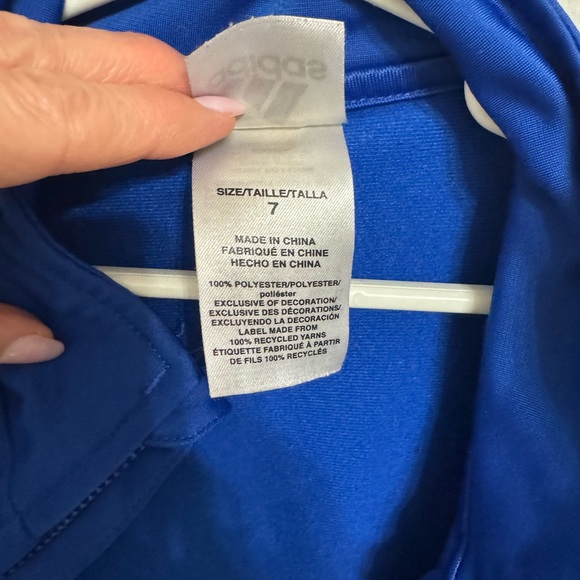 adidas
SIZE/TAILLE/TALLA
7
MADE IN CHINA
FABRIQUÉ EN CHINE
HECHO EN CHINA
100% POLYESTER/POLYESTER/
poliéster
EXCLUSIVE OF DECORATION/
EXCLUSIVE DES DÉCORATIONS/
EXCLUYENDO LA DECORACIÓN
LABEL MADE FROM
100% RECYCLED YARNS
ÉTIQUETTE FABRIQUÉ À PARTIR
DE FILS 100% RECYCLÉS